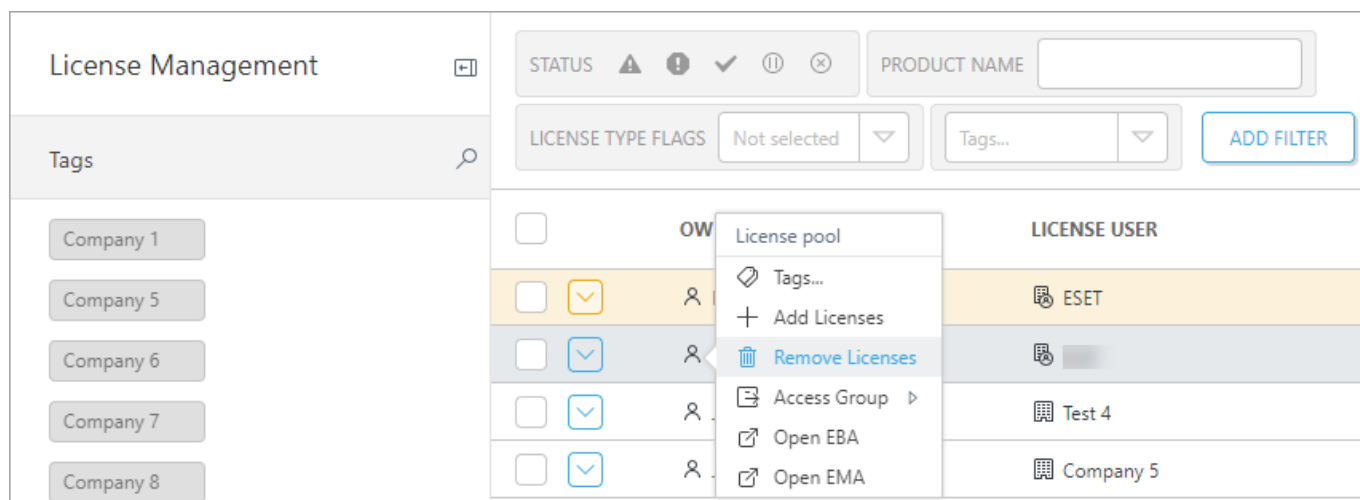 License Management
Tags
Company 1
Company 5
Company 6
Company 7
Company 8
STATUS
PRODUCT NAME
LICENSE TYPE FLAGS
Not selected
Tags...
ADD FILTER
LICENSE USER
License pool
Tags...
Add Licenses
Remove Licenses
Access Group
Open EBA
Open EMA
ESET
Test 4
Company 5